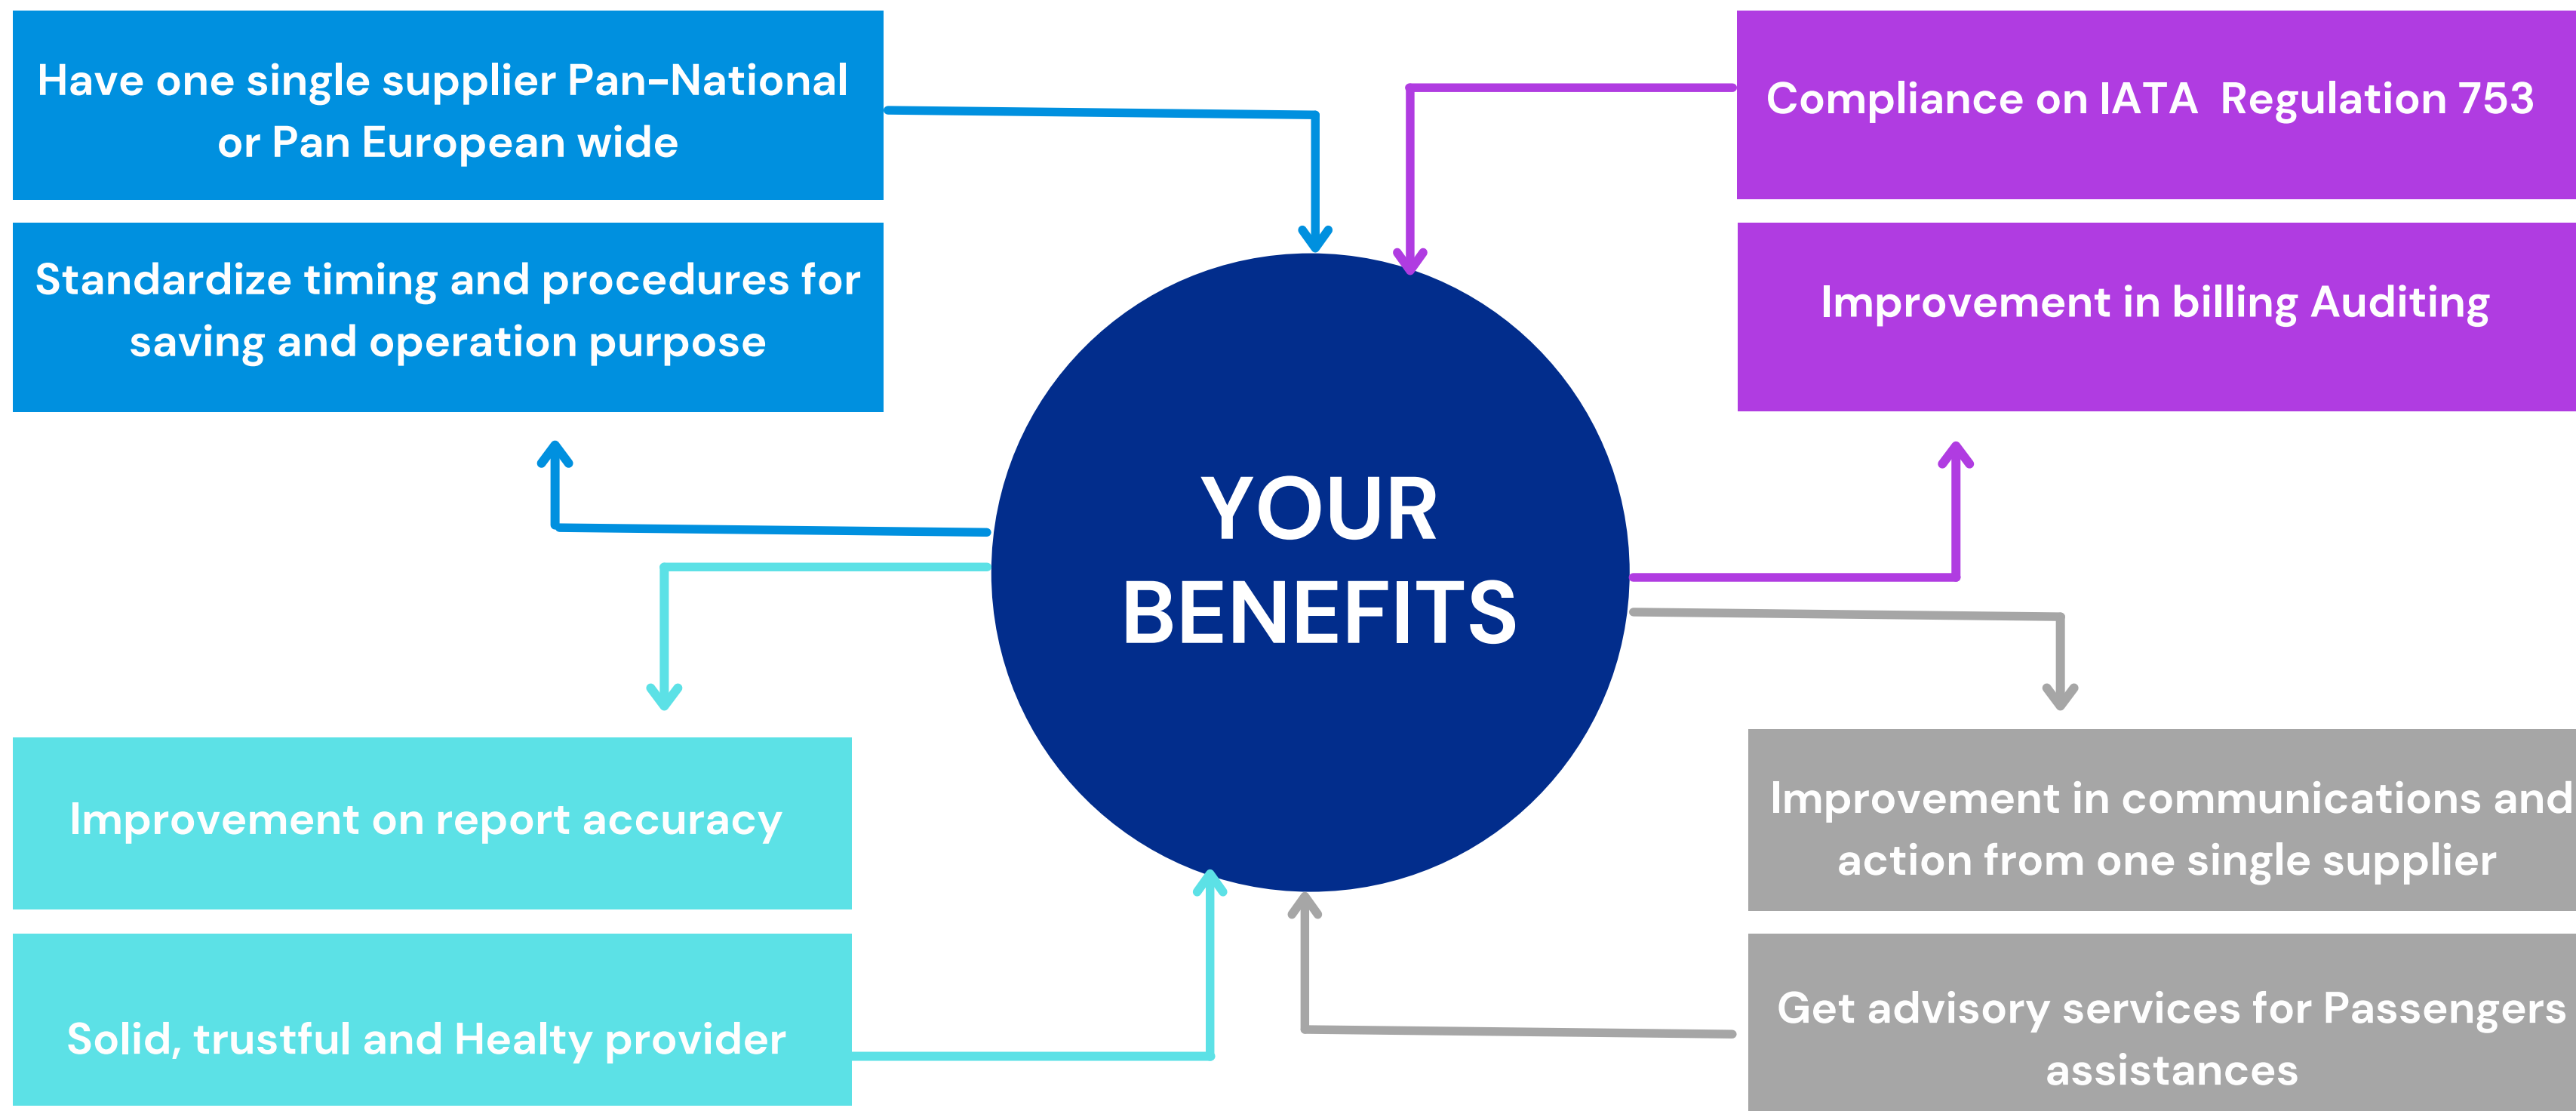 Have one single supplier Pan-National
or Pan European wide
Standardize timing and procedures for
saving and operation purpose
Compliance on IATA  Regulation 753
Improvement in billing Auditing
YOUR
BENEFITS
Improvement on report accuracy
Solid, trustful and Healty provider
Improvement in communications and
action from one single supplier
Get advisory services for Passengers
assistances